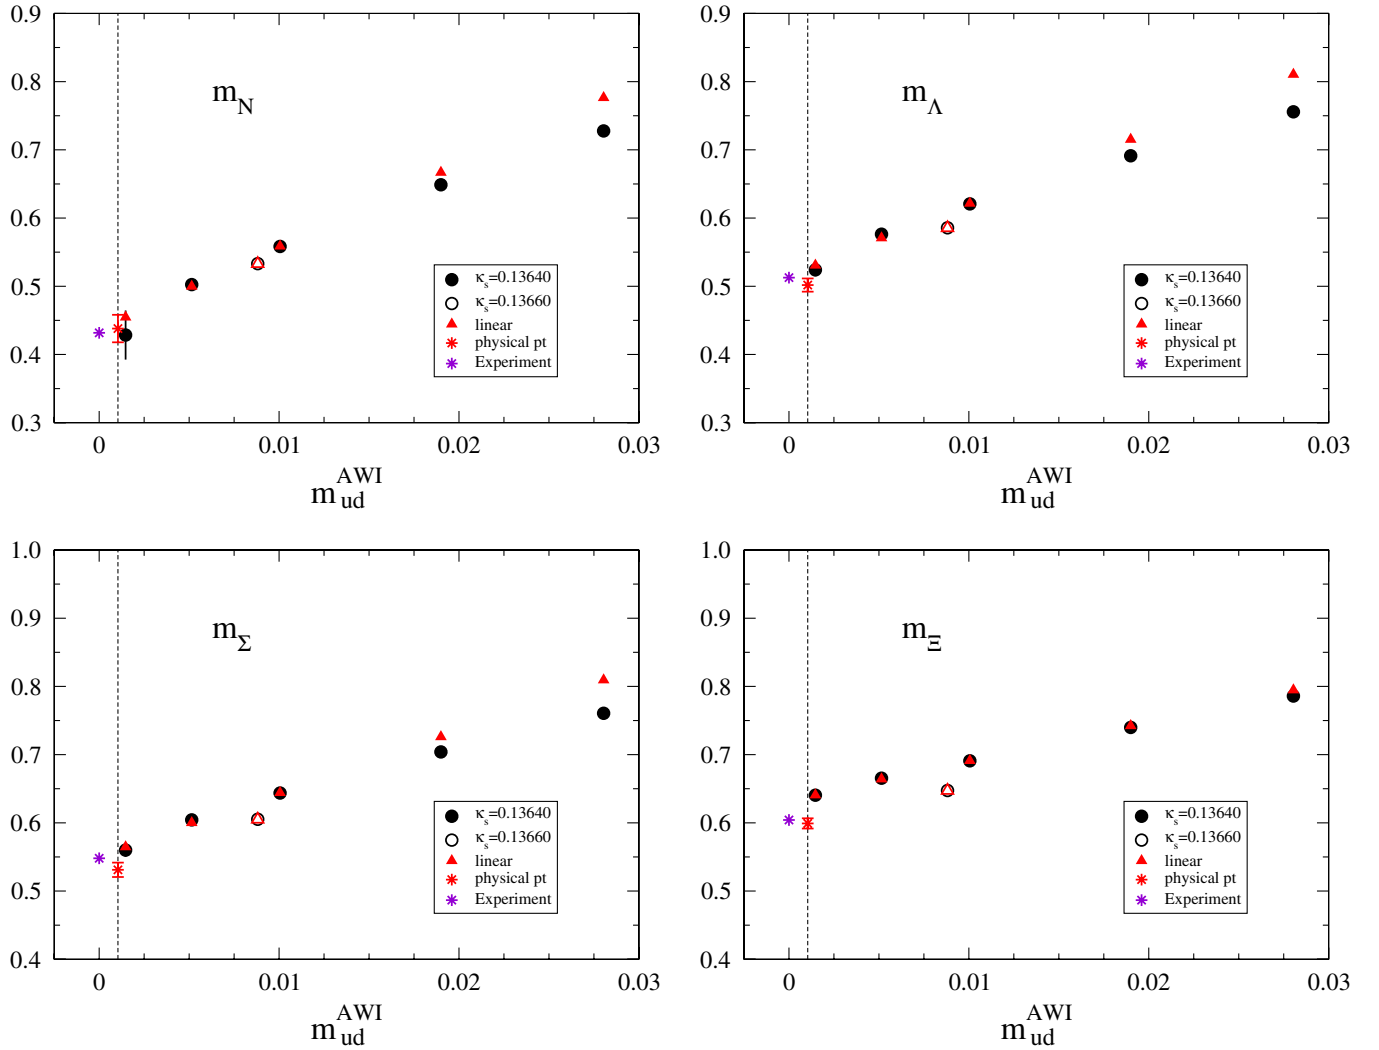 0.9
0.8
0.7
0.6
0.5
0.4
0.3
m_N
κ_s=0.13640
κ_s=0.13660
linear
physical pt
Experiment
0 0.01 0.02 0.03
m_ud^AWI
0.9
0.8
0.7
0.6
0.5
0.4
0.3
m_Λ
κ_s=0.13640
κ_s=0.13660
linear
physical pt
Experiment
0 0.01 0.02 0.03
m_ud^AWI
1.0
0.9
0.8
0.7
0.6
0.5
0.4
m_Σ
κ_s=0.13640
κ_s=0.13660
linear
physical pt
Experiment
0 0.01 0.02 0.03
m_ud^AWI
1.0
0.9
0.8
0.7
0.6
0.5
0.4
m_Ξ
κ_s=0.13640
κ_s=0.13660
linear
physical pt
Experiment
0 0.01 0.02 0.03
m_ud^AWI